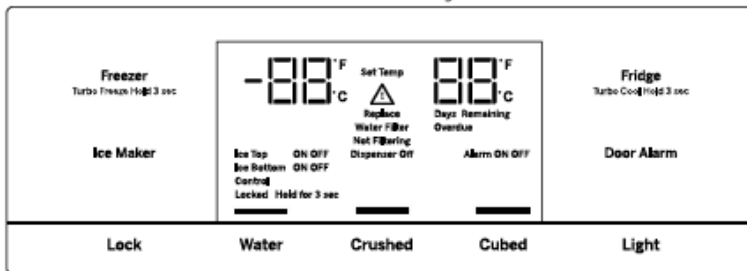 Freezer
Turbo Freeze Hold 3 sec
Ice Maker
-88 °F
°C
Set Temp
88 °F
°C
Replace
Water Filter
Not Filtering
Dispenser Off
Days Remaining
Overdue
Ice Top ON OFF
Ice Bottom ON OFF
Control
Locked Hold for 3 sec
Alarm ON OFF
Fridge
Turbo Cool Hold 3 sec
Door Alarm
Lock
Water
Crushed
Cubed
Light